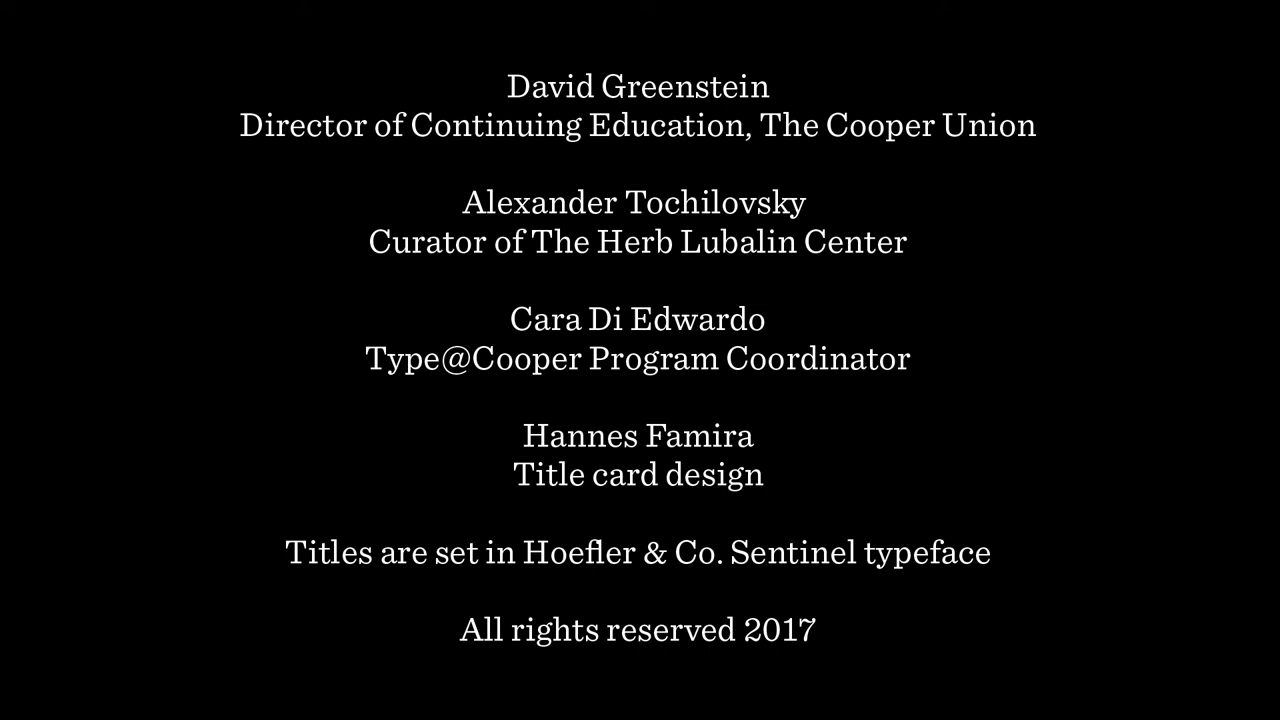 David Greenstein
Director of Continuing Education, The Cooper Union
Alexander Tochilovsky
Curator of The Herb Lubalin Center
Cara Di Edwardo
Type@Cooper Program Coordinator
Hannes Famira
Title card design
Titles are set in Hoefler & Co. Sentinel typeface
All rights reserved 2017